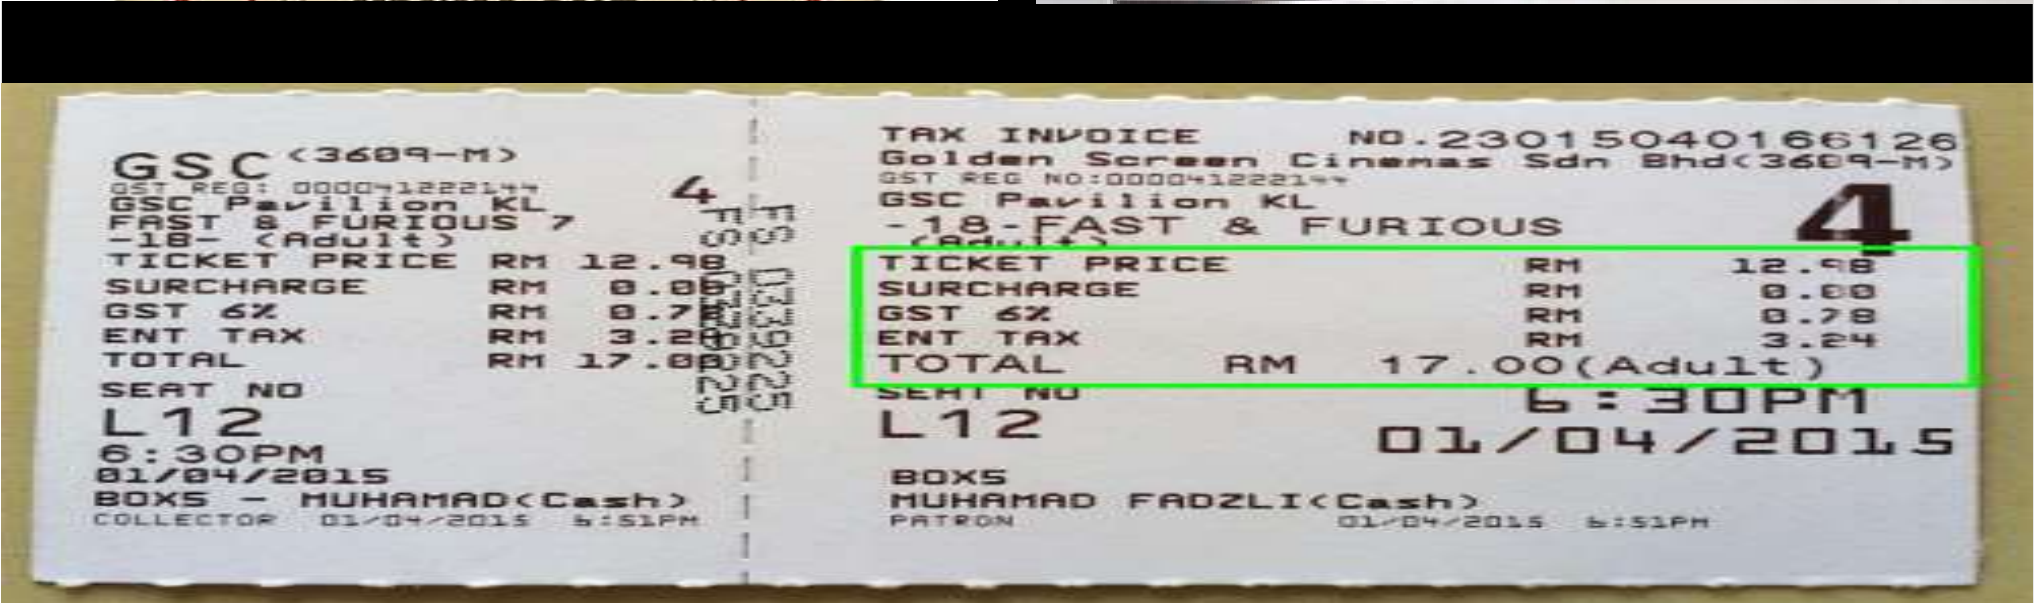 GSC (3609-M)
GST REG: 000041222144
4
GSC Pavilion KL
FAST & FURIOUS 7
-18- (Adult)
TICKET PRICE RM 12.98
SURCHARGE RM 0.00
GST 6% RM 0.78
ENT TAX RM 3.24
TOTAL RM 17.00
SEAT NO
L12
6:30PM
01/04/2015
BOX5 - MUHAMAD(Cash)
COLLECTOR 01/04/2015 6:51PM
FS 0339225
FS 0339225
TAX INVOICE NO.23015040166126
Golden Screen Cinemas Sdn Bhd(3609-M)
GST REG NO:000041222144
GSC Pavilion KL
4
-18-FAST & FURIOUS
(Adult)
TICKET PRICE RM 12.98
SURCHARGE RM 0.00
GST 6% RM 0.78
ENT TAX RM 3.24
TOTAL RM 17.00(Adult)
SEAT NO
6:30PM
L12
01/04/2015
BOX5
MUHAMAD FADZLI(Cash)
PATRON 01/04/2015 6:51PM